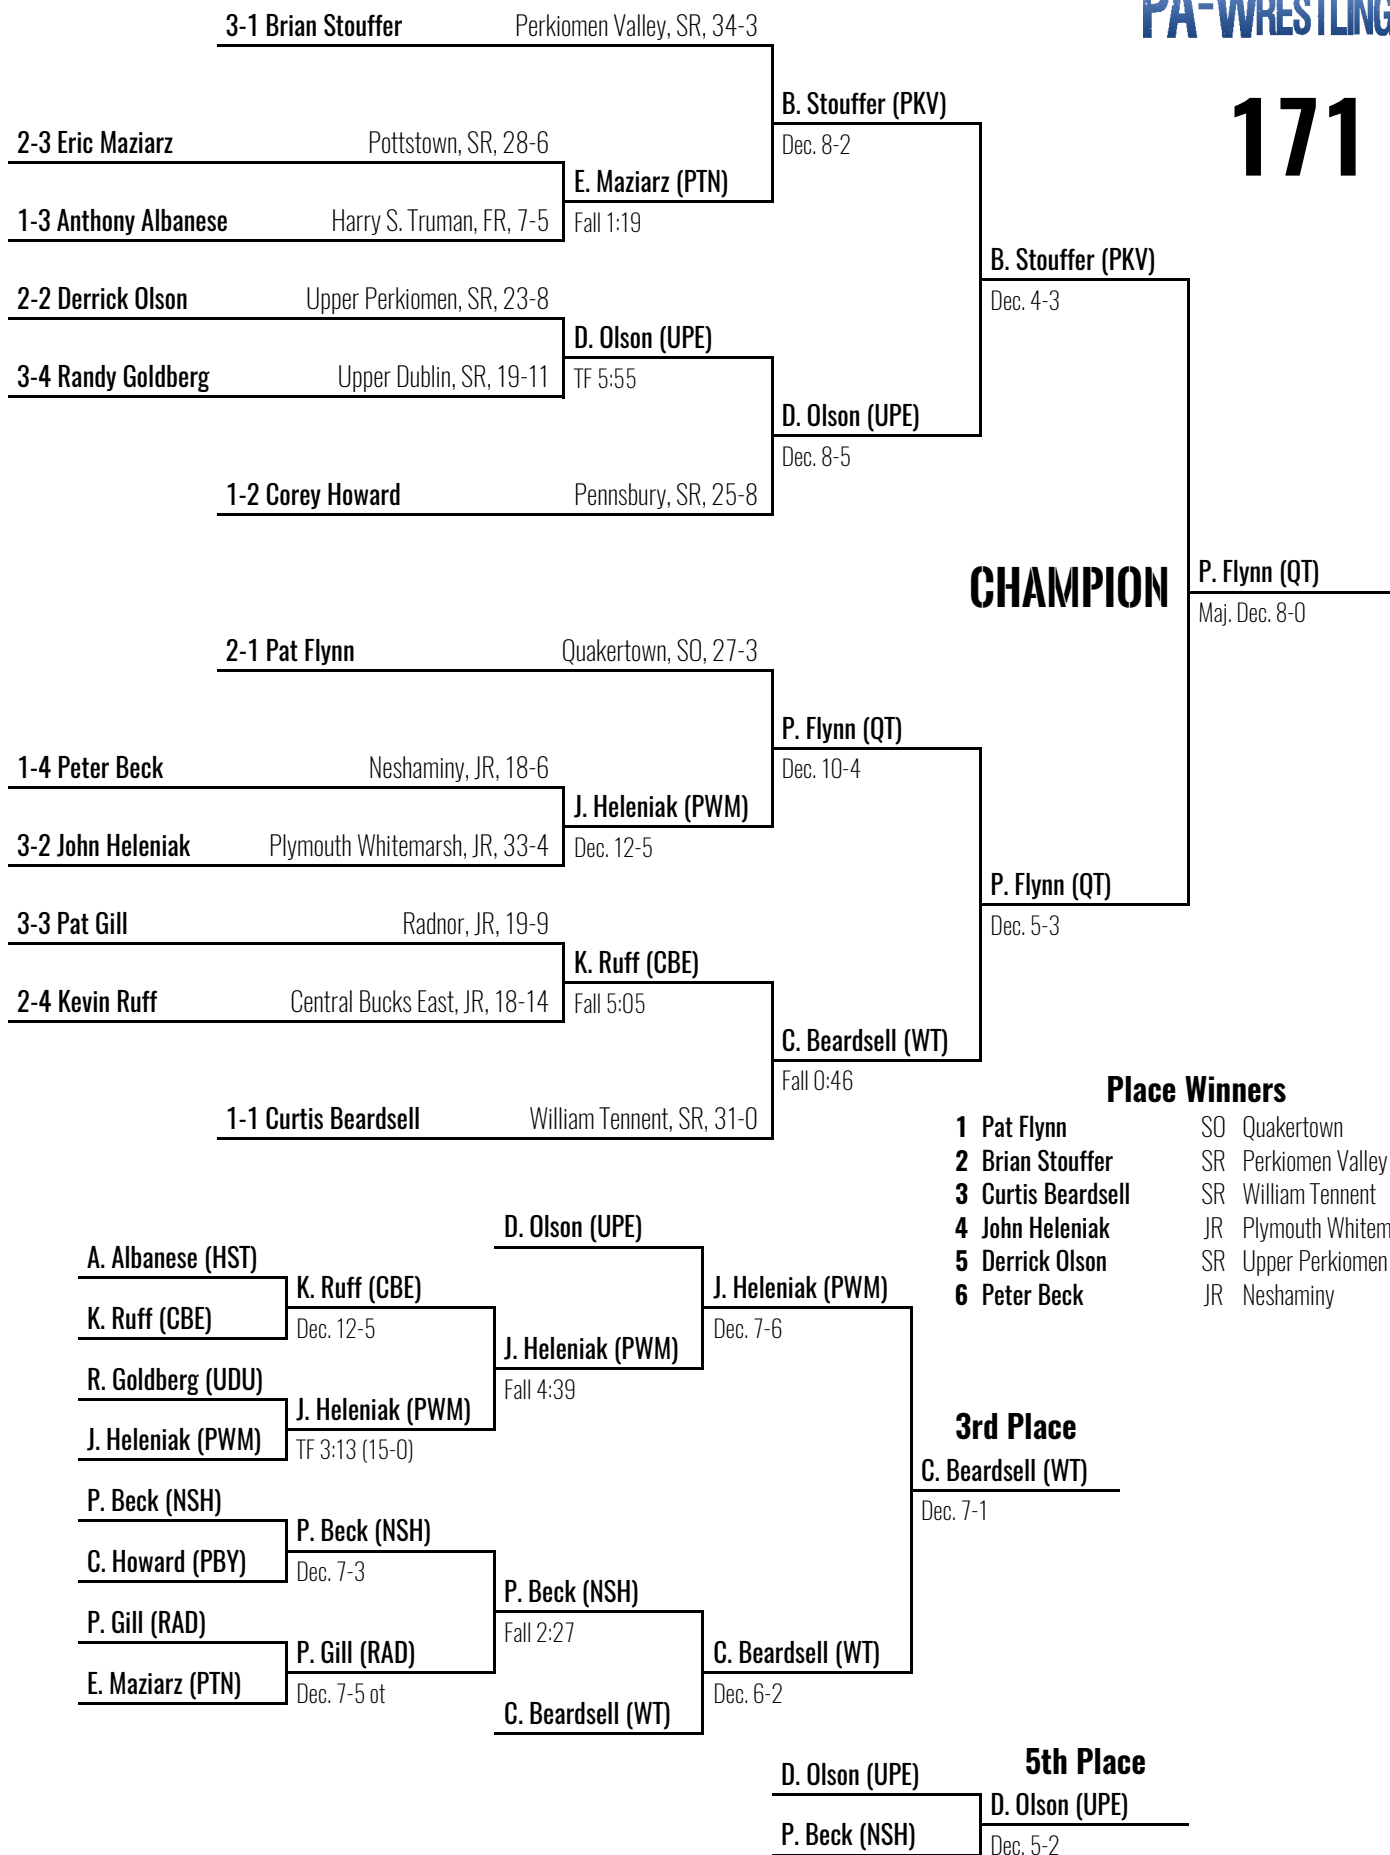 PA-WRESTLING
171
3-1 Brian Stouffer Perkiomen Valley, SR, 34-3
B. Stouffer (PKV)
Dec. 8-2
2-3 Eric Maziarz Pottstown, SR, 28-6
E. Maziarz (PTN)
Fall 1:19
1-3 Anthony Albanese Harry S. Truman, FR, 7-5
B. Stouffer (PKV)
Dec. 4-3
2-2 Derrick Olson Upper Perkiomen, SR, 23-8
D. Olson (UPE)
TF 5:55
3-4 Randy Goldberg Upper Dublin, SR, 19-11
D. Olson (UPE)
Dec. 8-5
1-2 Corey Howard Pennsbury, SR, 25-8
CHAMPION
P. Flynn (QT)
Maj. Dec. 8-0
2-1 Pat Flynn Quakertown, SO, 27-3
P. Flynn (QT)
Dec. 10-4
1-4 Peter Beck Neshaminy, JR, 18-6
J. Heleniak (PWM)
Dec. 12-5
3-2 John Heleniak Plymouth Whitemarsh, JR, 33-4
P. Flynn (QT)
Dec. 5-3
3-3 Pat Gill Radnor, JR, 19-9
K. Ruff (CBE)
Fall 5:05
2-4 Kevin Ruff Central Bucks East, JR, 18-14
C. Beardsell (WT)
Fall 0:46
1-1 Curtis Beardsell William Tennent, SR, 31-0
Place Winners
1 Pat Flynn SO Quakertown
2 Brian Stouffer SR Perkiomen Valley
3 Curtis Beardsell SR William Tennent
4 John Heleniak JR Plymouth Whitem
5 Derrick Olson SR Upper Perkiomen
6 Peter Beck JR Neshaminy
D. Olson (UPE)
A. Albanese (HST)
K. Ruff (CBE)
Dec. 12-5
K. Ruff (CBE)
J. Heleniak (PWM)
Dec. 7-6
J. Heleniak (PWM)
Fall 4:39
R. Goldberg (UDU)
J. Heleniak (PWM)
TF 3:13 (15-0)
J. Heleniak (PWM)
3rd Place
C. Beardsell (WT)
Dec. 7-1
P. Beck (NSH)
P. Beck (NSH)
Dec. 7-3
C. Howard (PBY)
P. Beck (NSH)
Fall 2:27
P. Gill (RAD)
P. Gill (RAD)
Dec. 7-5 ot
E. Maziarz (PTN)
C. Beardsell (WT)
Dec. 6-2
C. Beardsell (WT)
5th Place
D. Olson (UPE)
D. Olson (UPE)
Dec. 5-2
P. Beck (NSH)